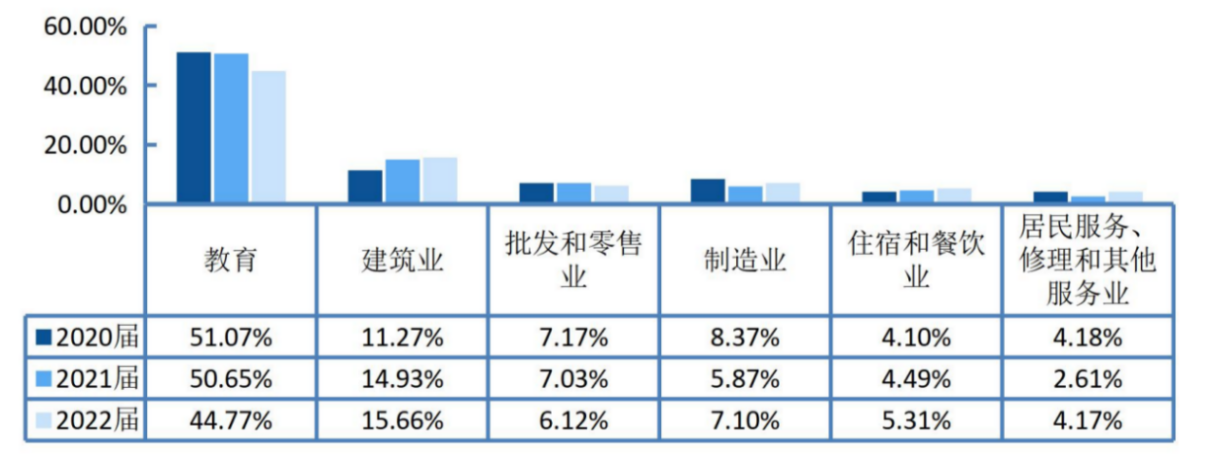 60.00%
40.00%
20.00%
0.00%
教育
建筑业
批发和零售
业
制造业
住宿和餐饮
业
居民服务、
修理和其他
服务业
2020届 51.07% 11.27% 7.17% 8.37% 4.10% 4.18%
2021届 50.65% 14.93% 7.03% 5.87% 4.49% 2.61%
2022届 44.77% 15.66% 6.12% 7.10% 5.31% 4.17%